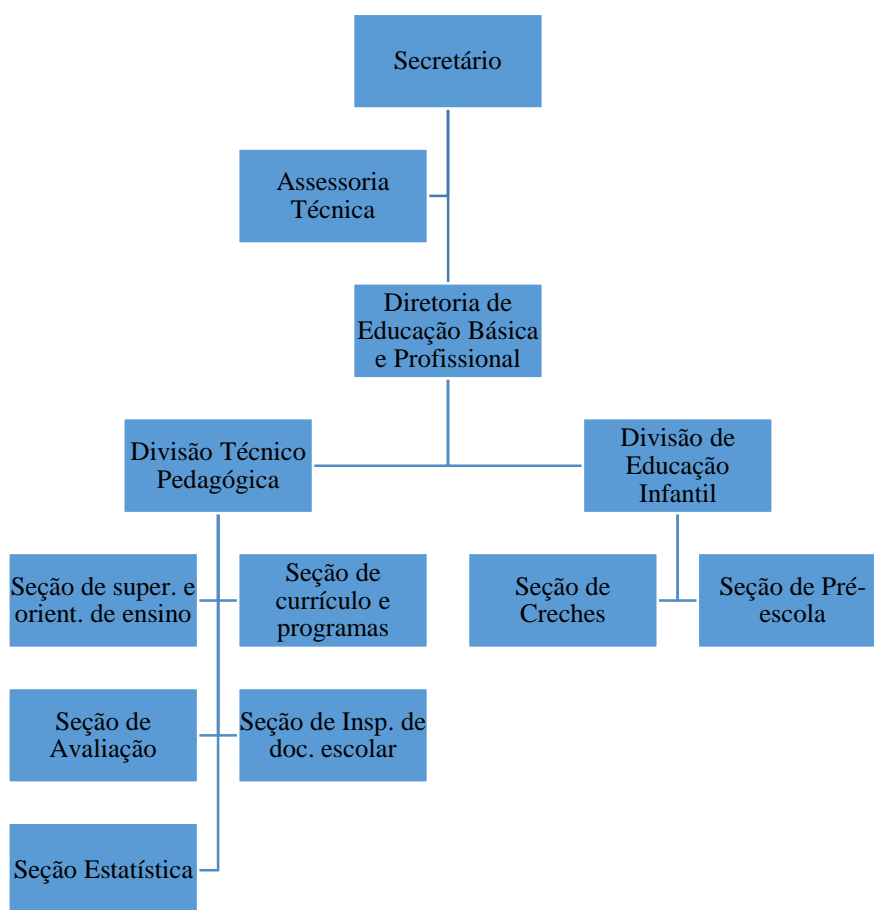 Secretário
Assessoria
Técnica
Diretoria de
Educação Básica
e Profissional
Divisão Técnico
Pedagógica
Divisão de
Educação
Infantil
Seção de super. e
orient. de ensino
Seção de
currículo e
programas
Seção de
Creches
Seção de Pré-
escola
Seção de
Avaliação
Seção de Insp. de
doc. escolar
Seção Estatística